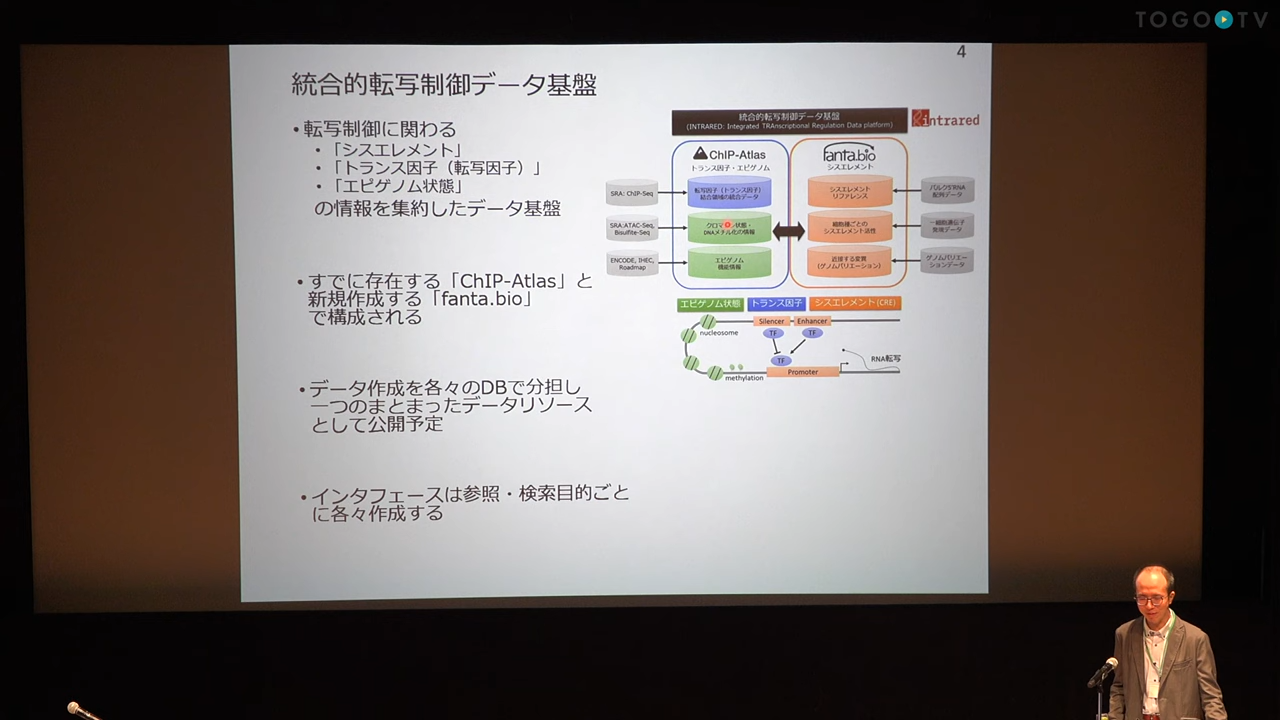 TOGO TV
4
統合的転写制御データ基盤
•転写制御に関わる
•「シスエレメント」
•「トランス因子（転写因子）」
•「エピゲノム状態」
の情報を集約したデータ基盤
•すでに存在する「ChIP-Atlas」と
新規作成する「fanta.bio」
で構成される
•データ作成を各々のDBで分担し
一つのまとまったデータリソース
として公開予定
•インタフェースは参照・検索目的ごと
に各々作成する
統合的転写制御データ基盤
(INTRARED: Integrated TRAnscriptional Regulation Data platform)
intrared
ChIP-Atlas
トランス因子・エピゲノム
fanta.bio
シスエレメント
SRA: ChIP-Seq
転写因子（トランス因子）
結合領域の統合データ
シスエレメント
リファレンス
バルク5'RNA
配列データ
SRA:ATAC-Seq,
Bisulfite-Seq
クロマ 状態・
DNAメチル化の情報
細胞種ごとの
シスエレメント活性
一細胞遺伝子
発現データ
ENCODE, IHEC,
Roadmap
エピゲノム
機能情報
近接する変異
(ゲノムバリエーション)
ゲノムバリエー
ションデータ
エピゲノム状態
トランス因子
シスエレメント(CRE)
Silencer
Enhancer
nucleosome
TF
TF
TF
RNA転写
methylation
Promoter